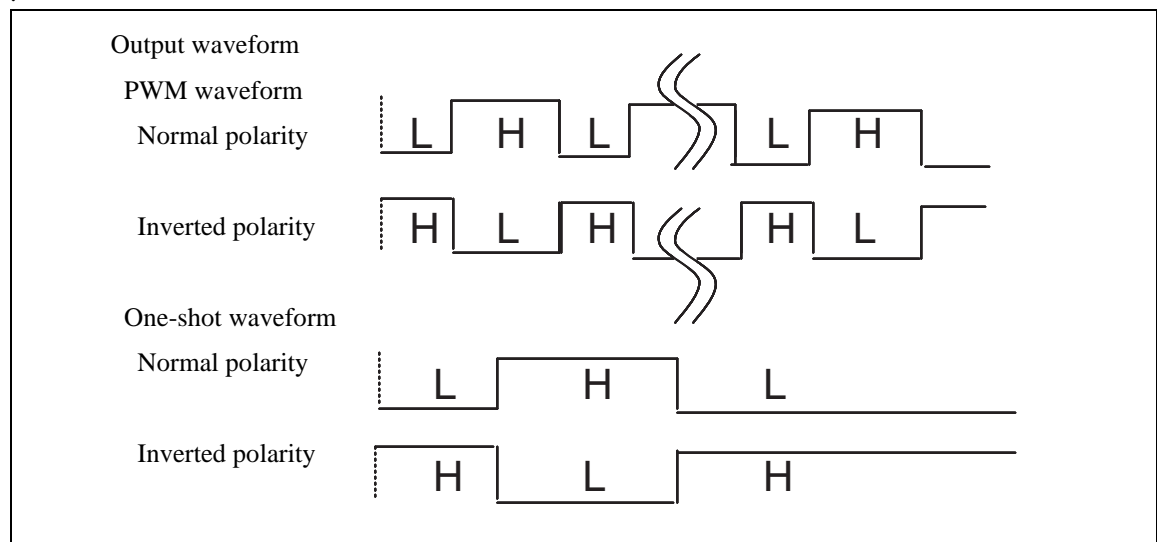 Output waveform
PWM waveform
Normal polarity
L H L L H
Inverted polarity
H L H H L
One-shot waveform
Normal polarity
L H L
Inverted polarity
H L H